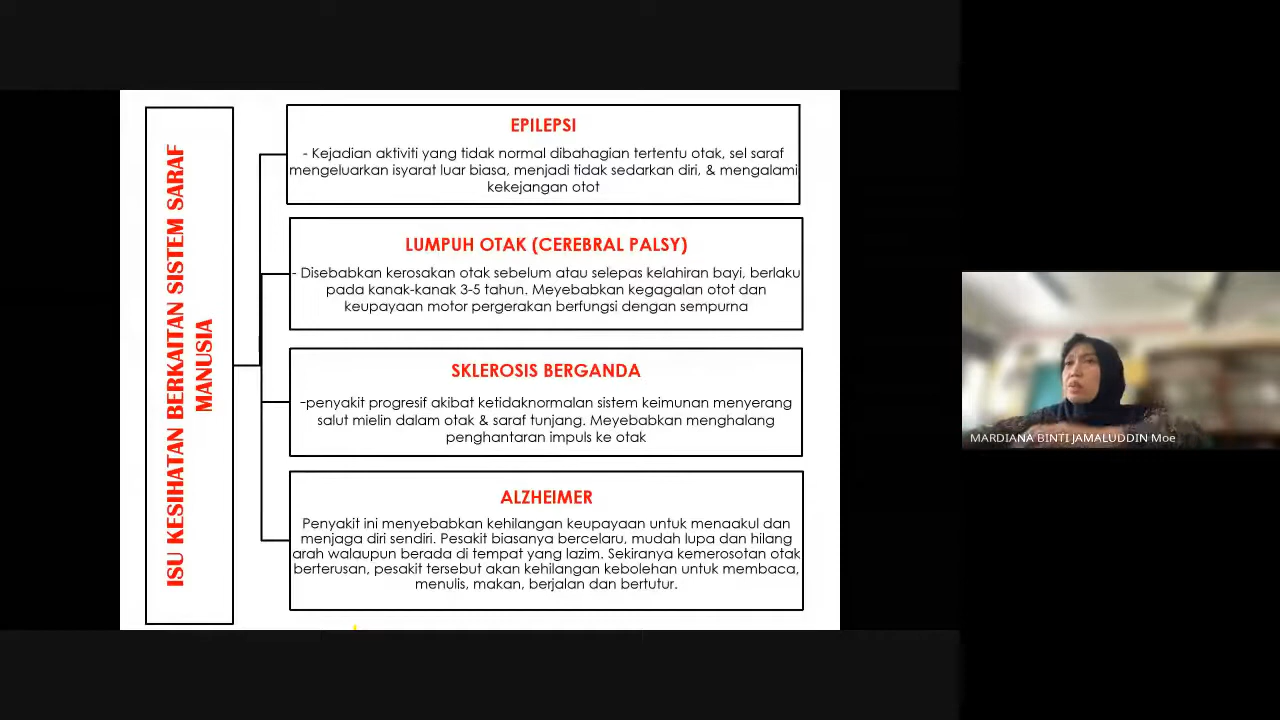 ISU KESIHATAN BERKAITAN SISTEM SARAF
MANUSIA
EPILEPSI
- Kejadian aktiviti yang tidak normal dibahagian tertentu otak, sel saraf
mengeluarkan isyarat luar biasa, menjadi tidak sedarkan diri, & mengalami
kekejangan otot
LUMPUH OTAK (CEREBRAL PALSY)
- Disebabkan kerosakan otak sebelum atau selepas kelahiran bayi, berlaku
pada kanak-kanak 3-5 tahun. Meyebabkan kegagalan otot dan
keupayaan motor pergerakan berfungsi dengan sempurna
SKLEROSIS BERGANDA
-penyakit progresif akibat ketidaknormalan sistem keimunan menyerang
salut mielin dalam otak & saraf tunjang. Meyebabkan menghalang
penghantaran impuls ke otak
ALZHEIMER
Penyakit ini menyebabkan kehilangan keupayaan untuk menaakul dan
menjaga diri sendiri. Pesakit biasanya bercelaru, mudah lupa dan hilang
arah walaupun berada di tempat yang lazim. Sekiranya kemerosotan otak
berterusan, pesakit tersebut akan kehilangan kebolehan untuk membaca,
menulis, makan, berjalan dan bertutur.
MARDIANA BINTI JAMALUDDIN Moe